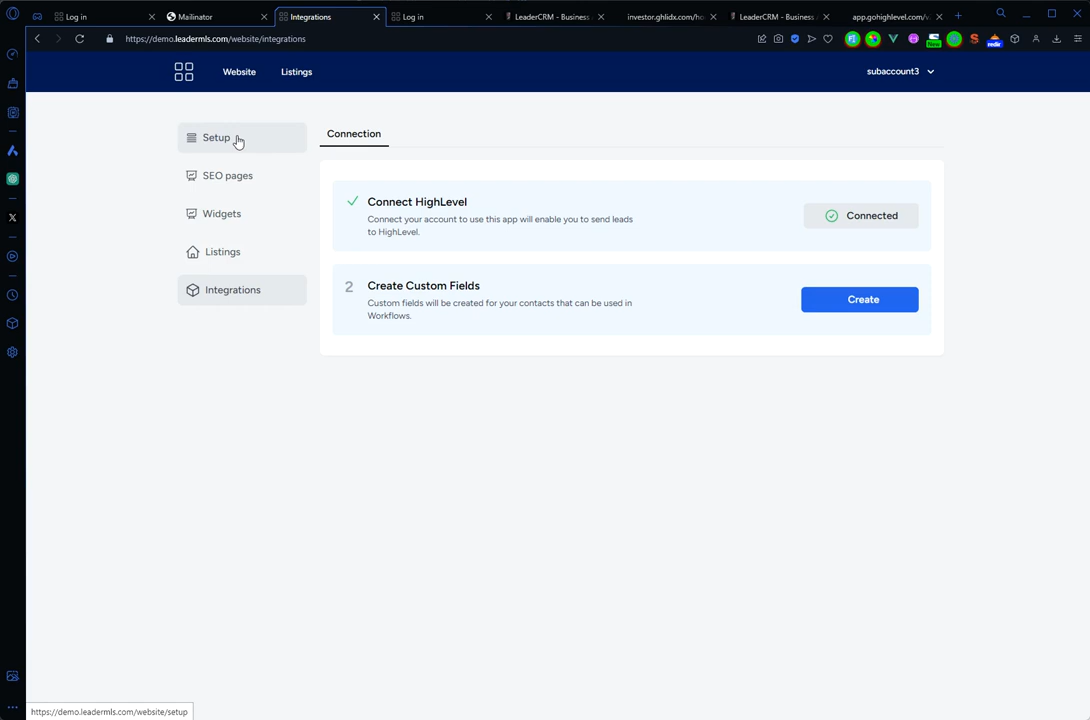 Log in
Mailinator
Integrations
Log in
LeaderCRM - Business
investor.ghlidx.com/ho
LeaderCRM - Business
app.gohighlevel.com/v
https://demo.leadermls.com/website/integrations
Website
Listings
subaccount3
Setup
SEO pages
Widgets
Listings
Integrations
Connection
Connect HighLevel
Connect your account to use this app will enable you to send leads
to HighLevel.
Connected
2
Create Custom Fields
Custom fields will be created for your contacts that can be used in
Workflows.
Create
https://demo.leadermls.com/website/setup